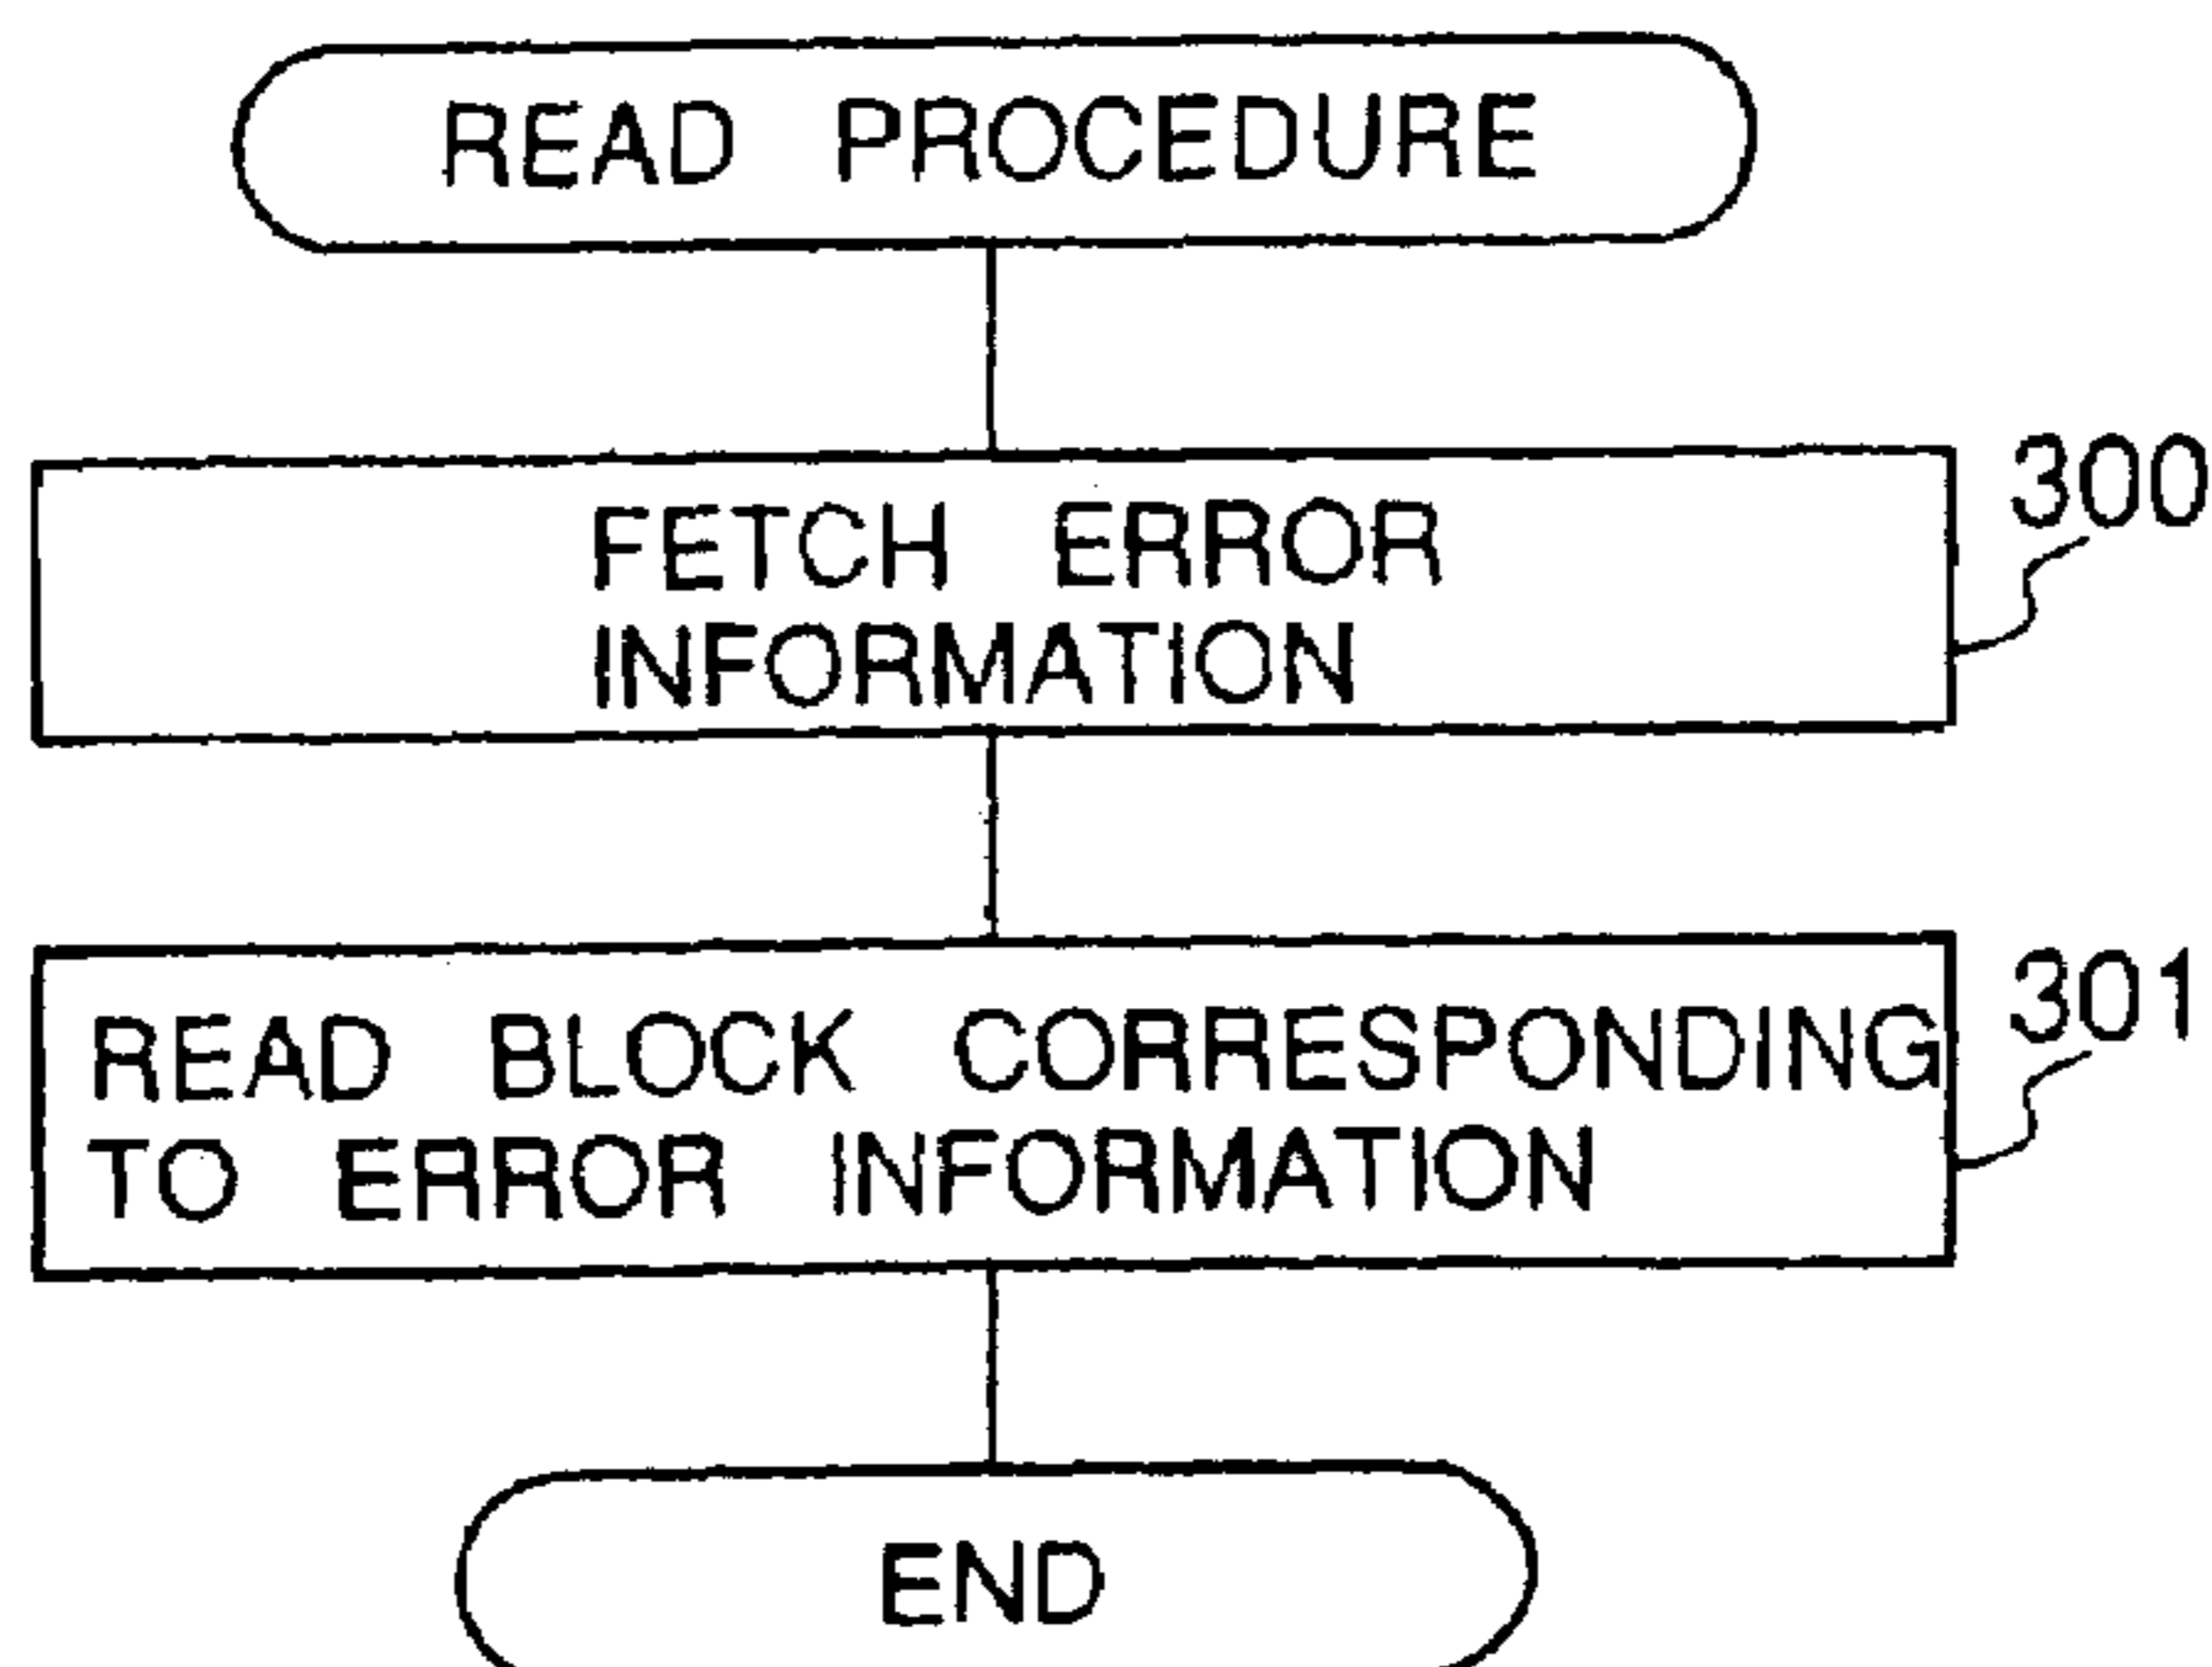 READ PROCEDURE
300
FETCH ERROR
INFORMATION
301
READ BLOCK CORRESPONDING
TO ERROR INFORMATION
END